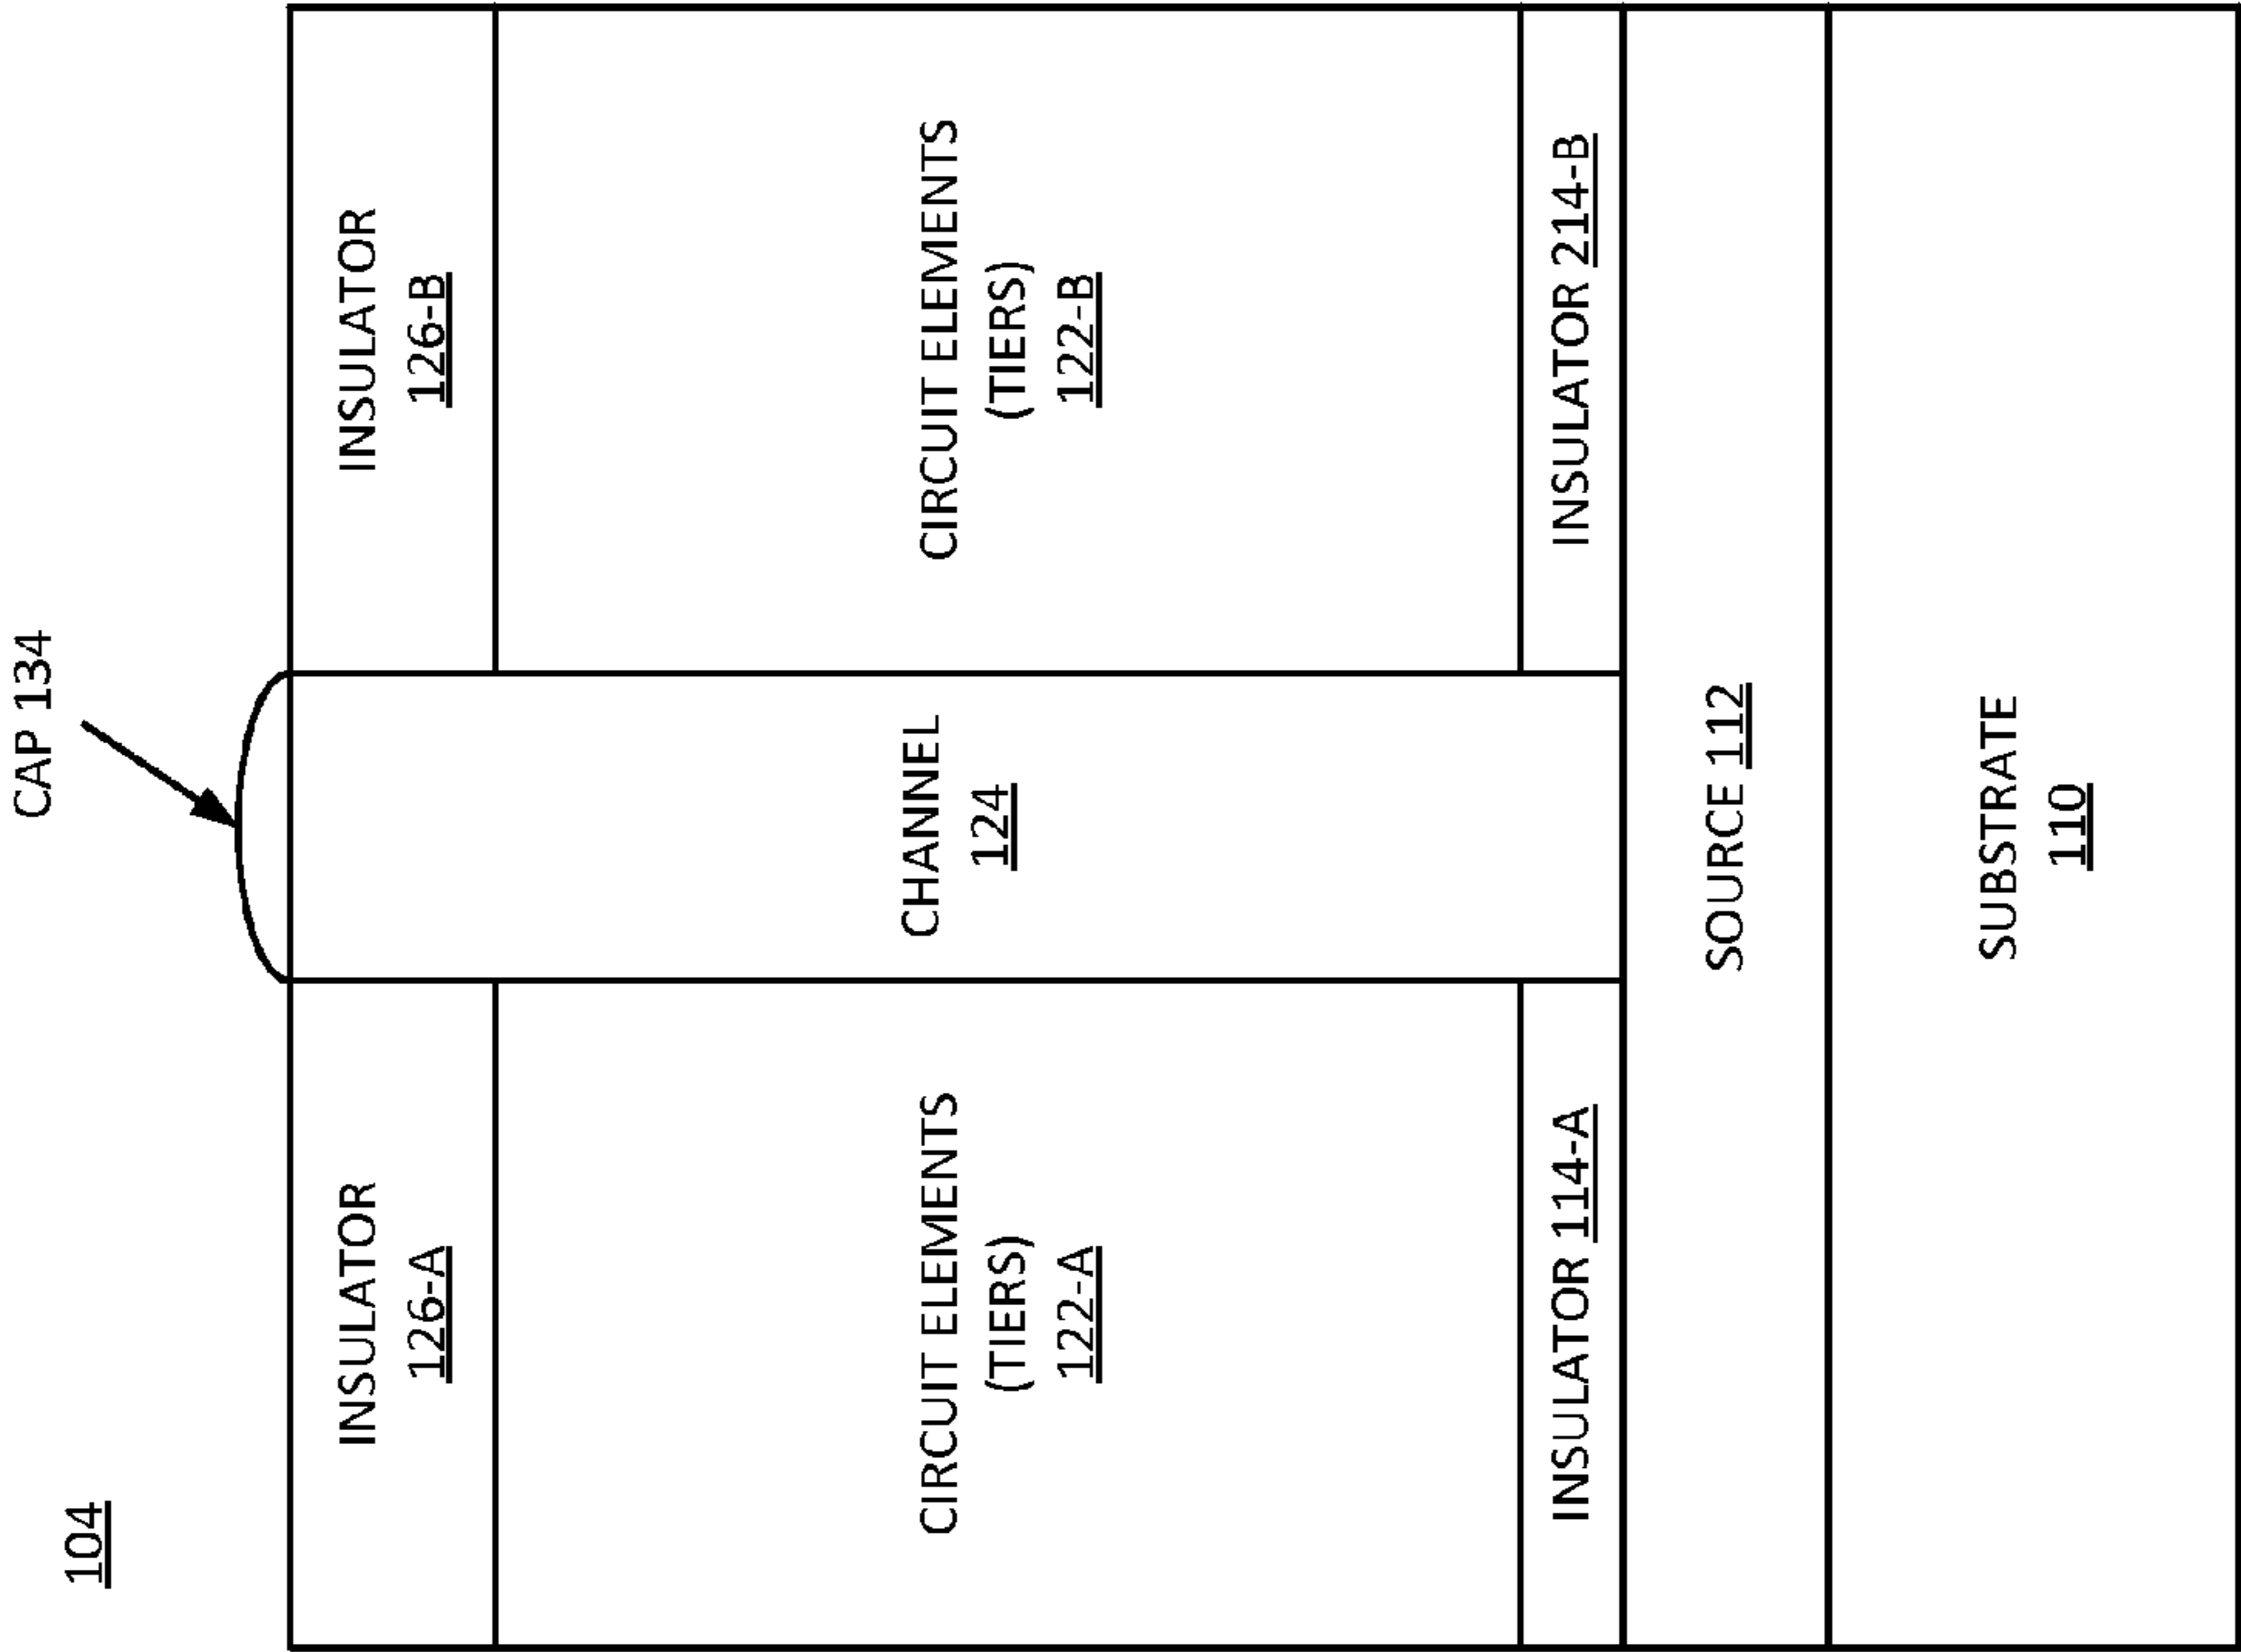 104
CAP 134
INSULATOR
126-A
INSULATOR
126-B
CIRCUIT ELEMENTS
(TIERS)
122-A
CHANNEL
124
CIRCUIT ELEMENTS
(TIERS)
122-B
INSULATOR 114-A
INSULATOR 214-B
SOURCE 112
SUBSTRATE
110